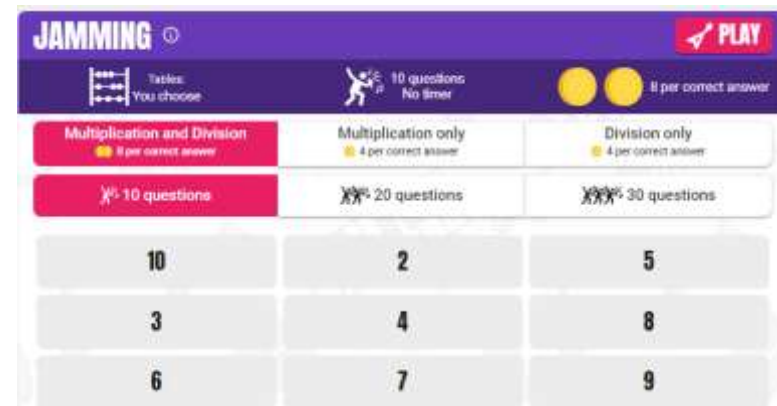 JAMMING
PLAY
Tables:
You choose
10 questions
No timer
8 per correct answer
Multiplication and Division
8 per correct answer
Multiplication only
4 per correct answer
Division only
4 per correct answer
10 questions
20 questions
30 questions
10 2 5
3 4 8
6 7 9